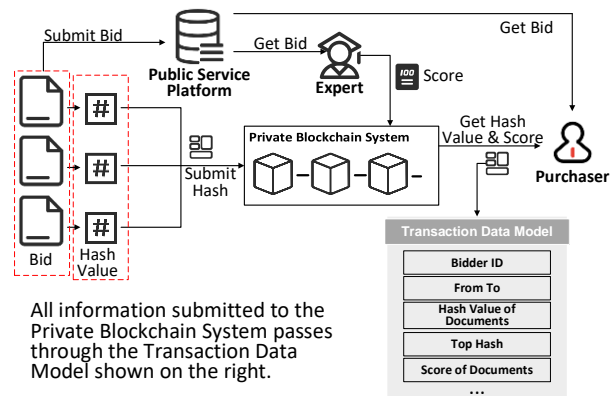 Submit Bid
Get Bid
Get Bid
Public Service
Platform
Expert
100
Score
#
#
#
Submit
Hash
Private Blockchain System
Get Hash
Value & Score
Purchaser
Bid
Hash
Value
Transaction Data Model
Bidder ID
From To
Hash Value of
Documents
Top Hash
Score of Documents
...
All information submitted to the
Private Blockchain System passes
through the Transaction Data
Model shown on the right.